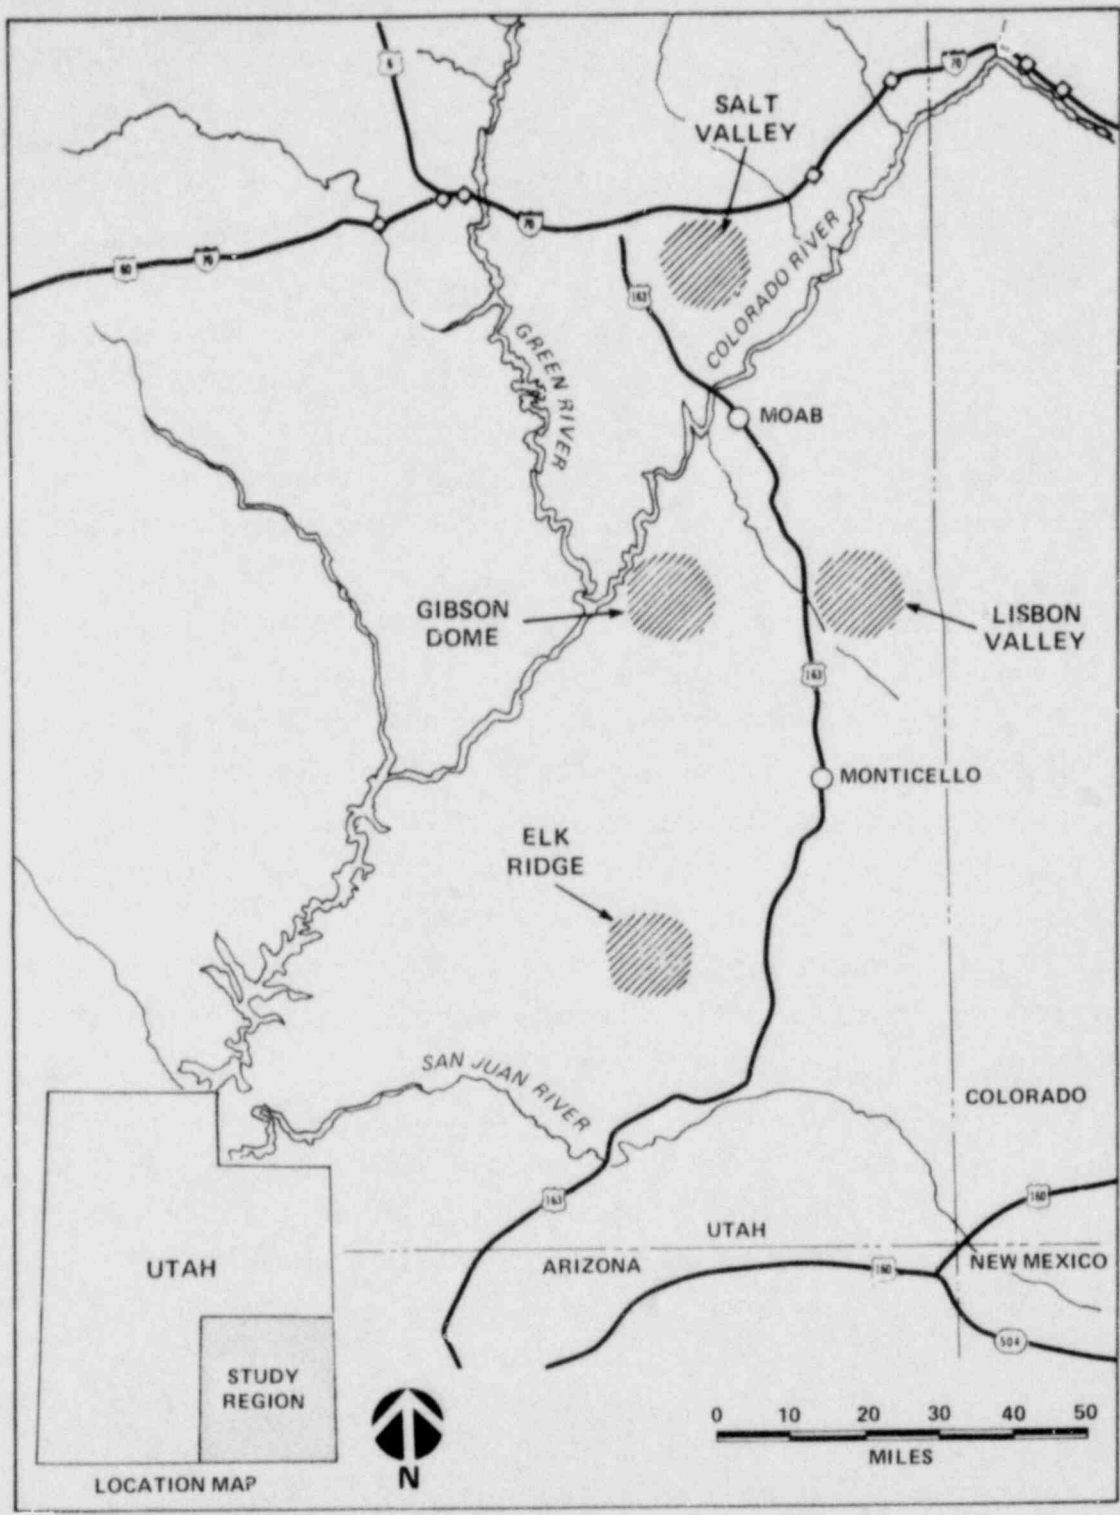 6
70
SALT
VALLEY
70
60
70
163
COLORADO RIVER
GREEN RIVER
MOAB
GIBSON
DOME
LISBON
VALLEY
163
MONTICELLO
ELK
RIDGE
SAN JUAN RIVER
COLORADO
163
160
UTAH
ARIZONA
160
NEW MEXICO
504
UTAH
STUDY
REGION
LOCATION MAP
N
0 10 20 30 40 50
MILES